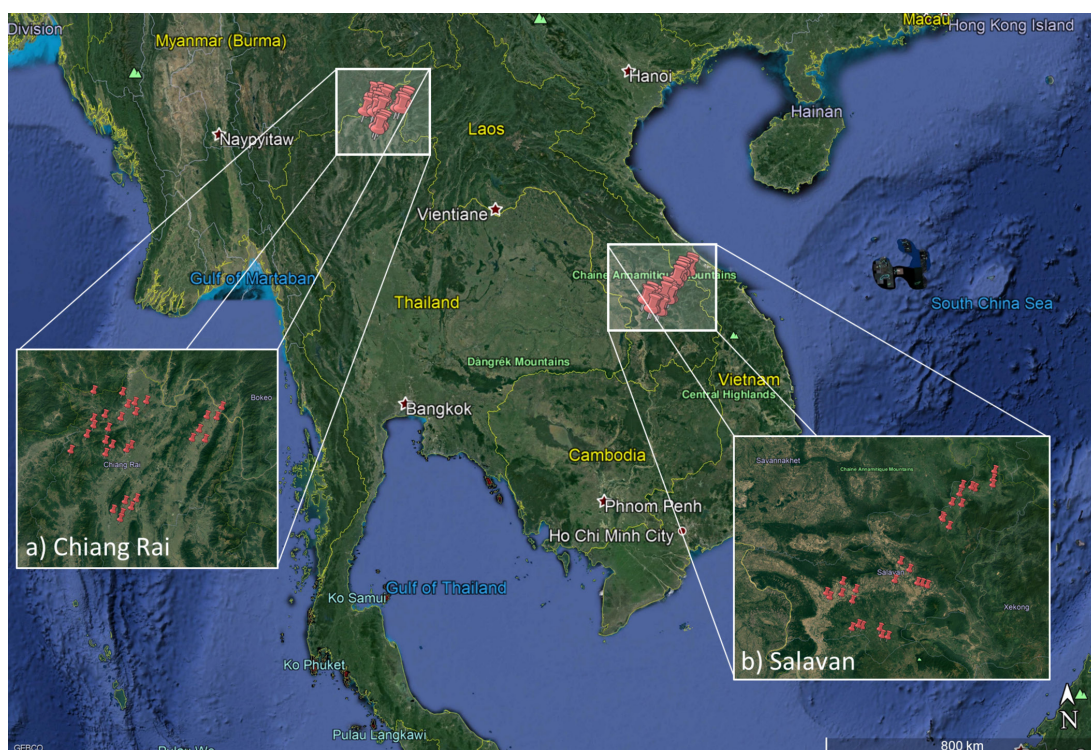 Division
Myanmar (Burma)
Macau
Hong Kong Island
Hanoi
Hainan
Naypyitaw
Laos
Vientiane
Gulf of Martaban
Thailand
Chaîne Annamitique Mountains
South China Sea
Dângrêk Mountains
Vietnam
Central Highlands
Bangkok
Cambodia
Phnom Penh
Ho Chi Minh City
Gulf of Thailand
Ko Samui
Ko Phuket
Pulau Langkawi
Bokeo
Chiang Rai
a) Chiang Rai
Savannakhet
Chaîne Annamitique Mountains
Salavan
Xekong
b) Salavan
N
GEBCO
800 km